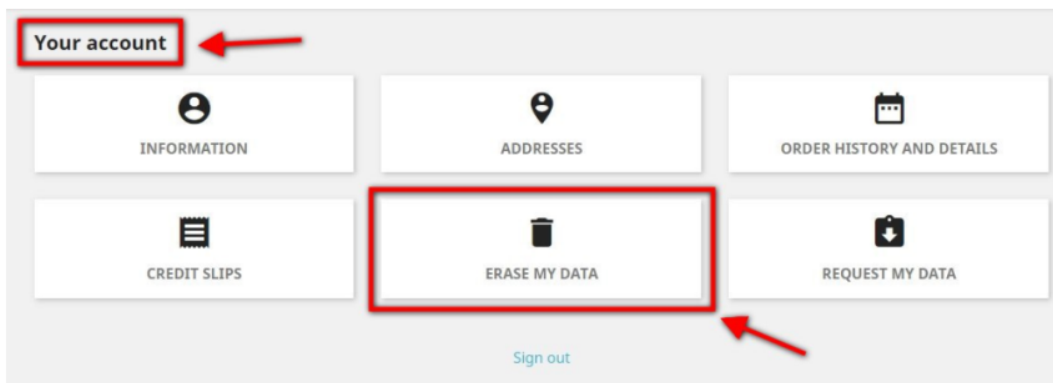 Your account
INFORMATION
ADDRESSES
ORDER HISTORY AND DETAILS
CREDIT SLIPS
ERASE MY DATA
REQUEST MY DATA
Sign out